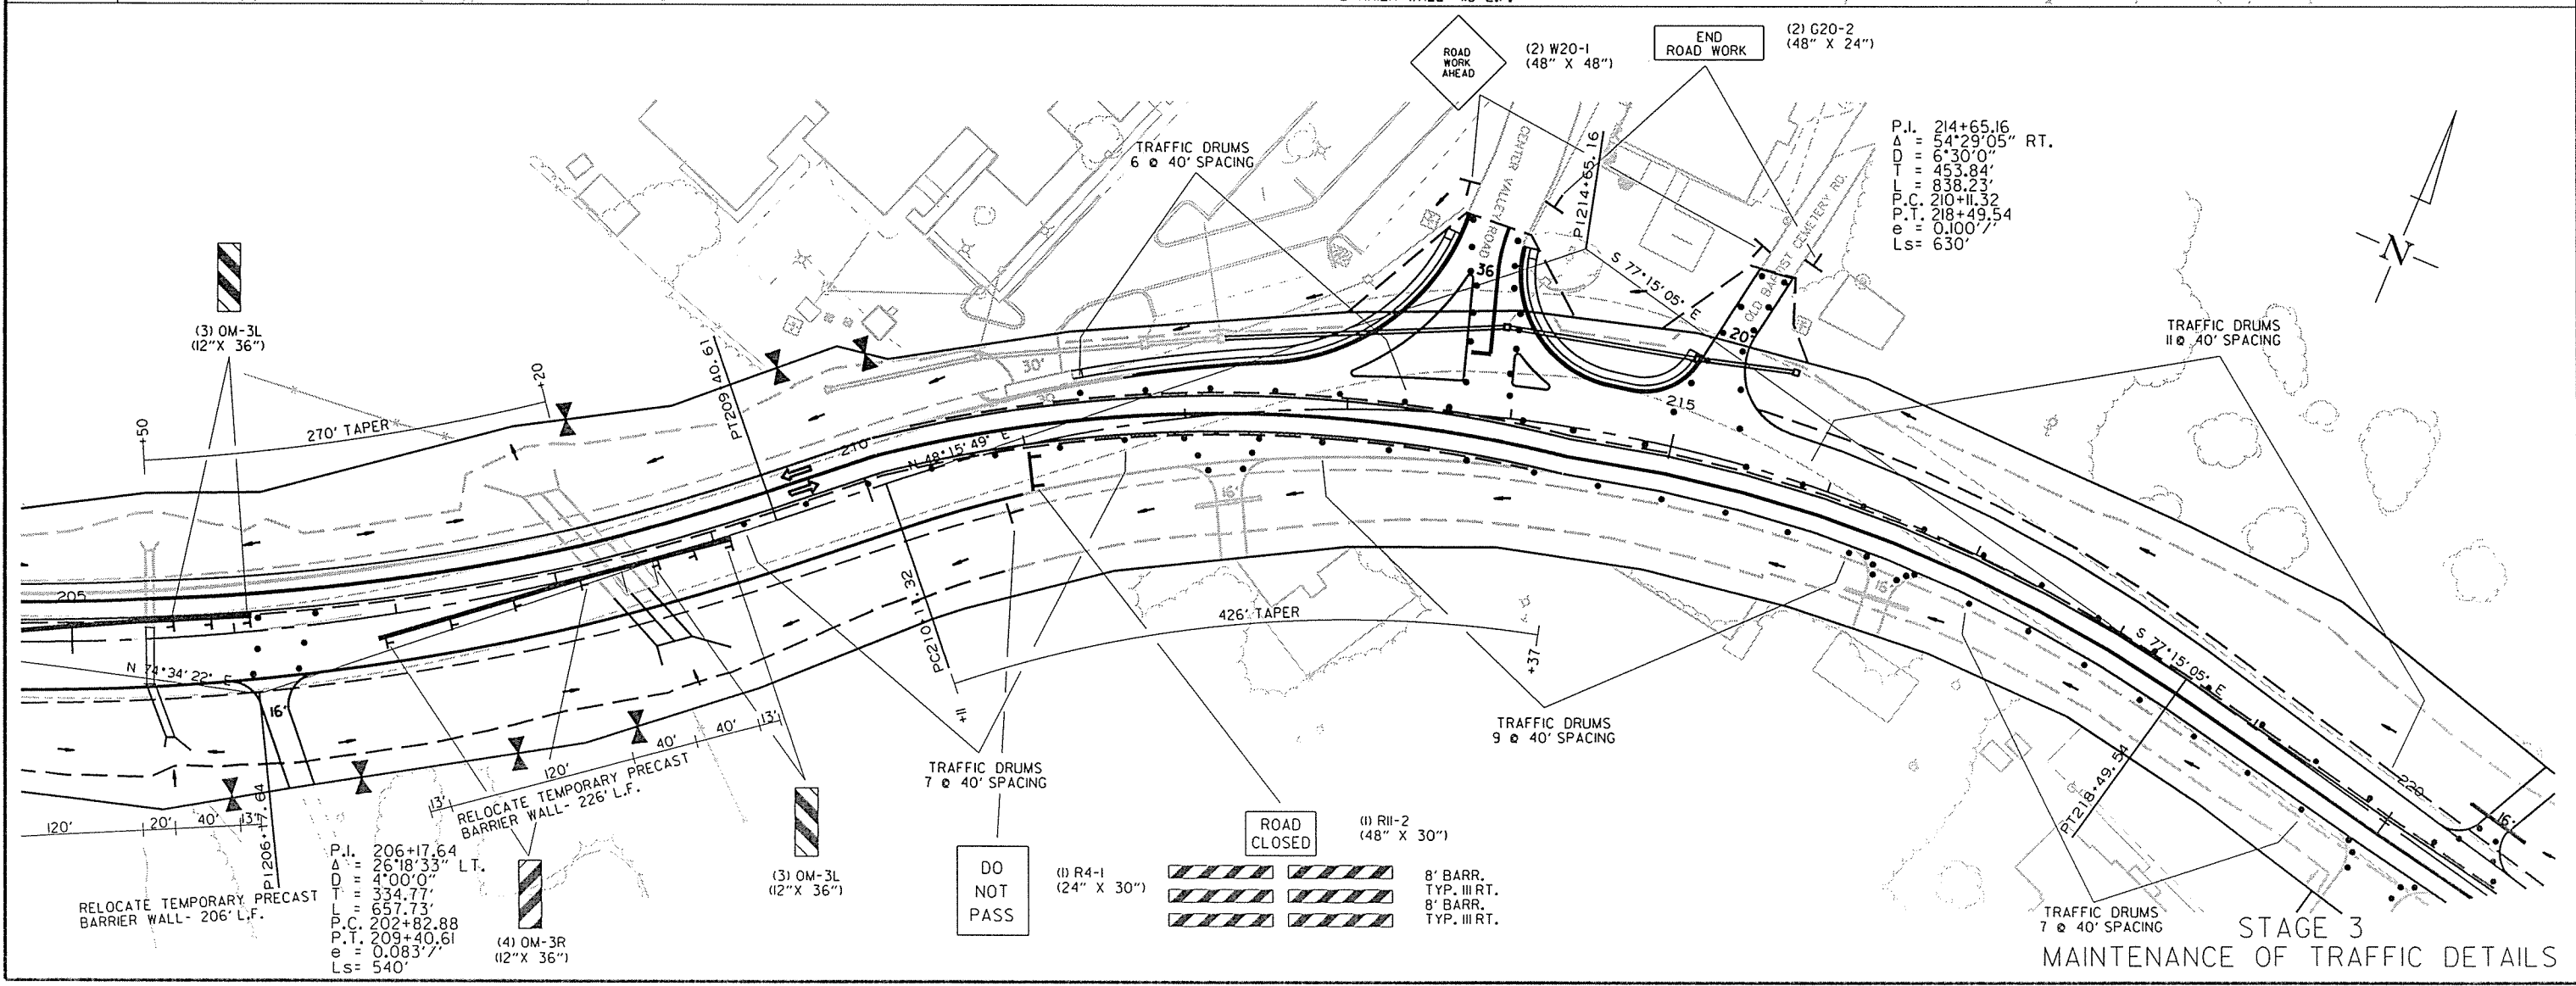 ROAD
WORK
AHEAD
(2) W20-1
(48" X 48")
END
ROAD WORK
(2) G20-2
(48" X 24")
P.I. 214+65.16
Δ = 54°29'05" RT.
D = 6°30'0"
T = 453.84'
L = 838.23'
P.C. 210+11.32
P.T. 218+49.54
e = 0.100'/'
Ls= 630'
N
TRAFFIC DRUMS
6 @ 40' SPACING
CENTER VALLEY ROAD
PI214+65.16
S 77°15'05" E
OLD BAPTIST CEMETERY RD.
36'
20'
(3) OM-3L
(12"X 36")
TRAFFIC DRUMS
11 @ 40' SPACING
+50
270' TAPER
+20
PT209+40.61
30'
30'
210
N 48°15'49" E
215
16'
205
N 74°34'22" E
16'
PC210+11.32
+11
426' TAPER
+37
16'
S 77°15'05" E
PT218+49.54
220
16'
TRAFFIC DRUMS
9 @ 40' SPACING
TRAFFIC DRUMS
7 @ 40' SPACING
120'
20'
40'
13'
PI206+17.64
13'
120'
40'
40'
13'
RELOCATE TEMPORARY PRECAST
BARRIER WALL- 226' L.F.
RELOCATE TEMPORARY PRECAST
BARRIER WALL- 206' L.F.
P.I. 206+17.64
Δ = 26°18'33" LT.
D = 4°00'0"
T = 334.77'
L = 657.73'
P.C. 202+82.88
P.T. 209+40.61
e = 0.083'/'
Ls= 540'
(4) OM-3R
(12"X 36")
(3) OM-3L
(12"X 36")
DO
NOT
PASS
(1) R4-1
(24" X 30")
ROAD
CLOSED
(1) R11-2
(48" X 30")
8' BARR.
TYP. III RT.
8' BARR.
TYP. III RT.
TRAFFIC DRUMS
7 @ 40' SPACING
STAGE 3
MAINTENANCE OF TRAFFIC DETAILS